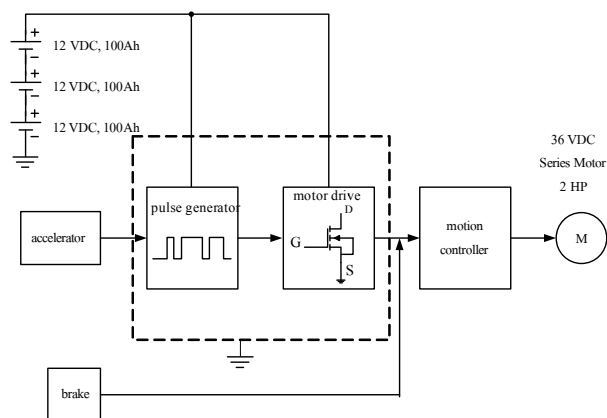 +
12 VDC, 100Ah
−
+
12 VDC, 100Ah
−
+
12 VDC, 100Ah
−
36 VDC
Series Motor
2 HP
accelerator
pulse generator
motor drive
D
G
S
motion
controller
M
brake